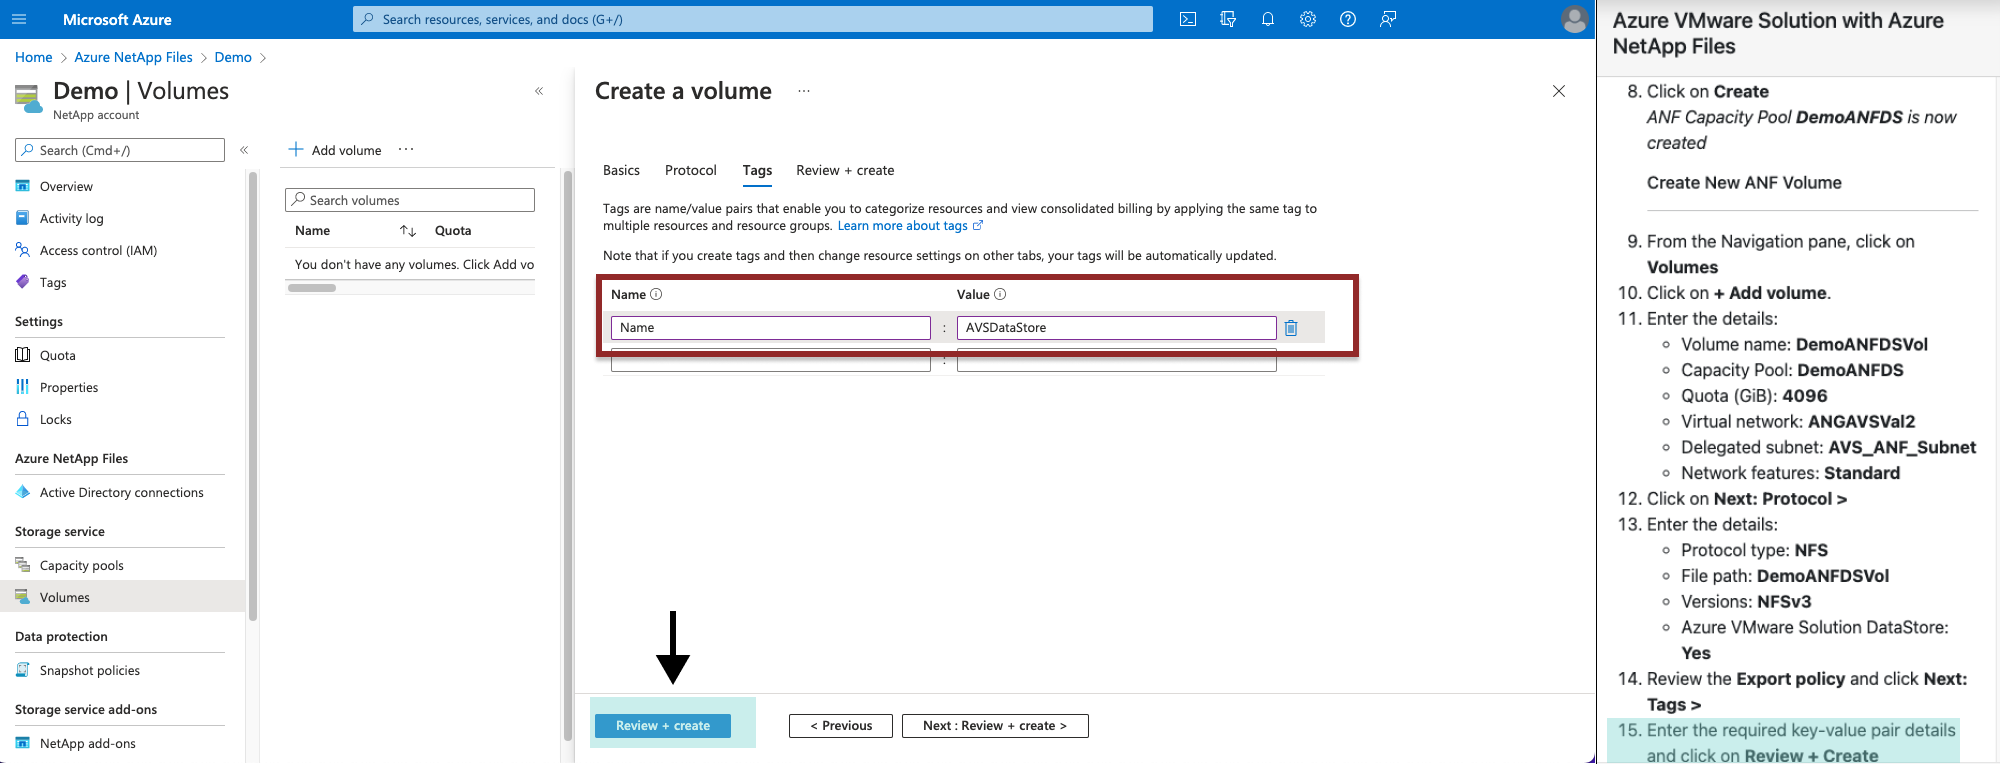 Microsoft Azure
Search resources, services, and docs (G+/)
Home > Azure NetApp Files > Demo >
Demo | Volumes
NetApp account
Search (Cmd+/)
Overview
Activity log
Access control (IAM)
Tags
Settings
Quota
Properties
Locks
Azure NetApp Files
Active Directory connections
Storage service
Capacity pools
Volumes
Data protection
Snapshot policies
Storage service add-ons
NetApp add-ons
+ Add volume ...
Search volumes
Name Quota
You don't have any volumes. Click Add vo
Create a volume ...
Basics Protocol Tags Review + create
Tags are name/value pairs that enable you to categorize resources and view consolidated billing by applying the same tag to
multiple resources and resource groups. Learn more about tags
Note that if you create tags and then change resource settings on other tabs, your tags will be automatically updated.
Name Value
Name : AVSDataStore
:
Review + create < Previous Next : Review + create >
Azure VMware Solution with Azure
NetApp Files
8. Click on Create
ANF Capacity Pool DemoANFDS is now
created
Create New ANF Volume
9. From the Navigation pane, click on
Volumes
10. Click on + Add volume.
11. Enter the details:
Volume name: DemoANFDSVol
Capacity Pool: DemoANFDS
Quota (GiB): 4096
Virtual network: ANGAVSVal2
Delegated subnet: AVS_ANF_Subnet
Network features: Standard
12. Click on Next: Protocol >
13. Enter the details:
Protocol type: NFS
File path: DemoANFDSVol
Versions: NFSv3
Azure VMware Solution DataStore:
Yes
14. Review the Export policy and click Next:
Tags >
15. Enter the required key-value pair details
and click on Review + Create